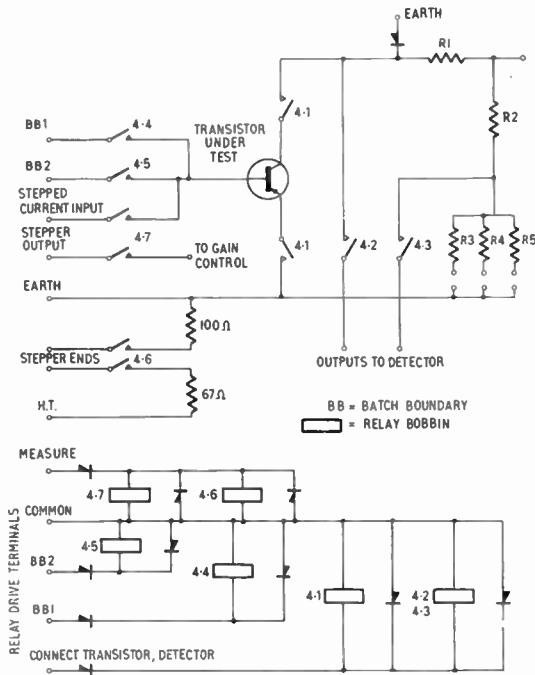 EARTH
R1
R2
4·1
BB1
4·4
TRANSISTOR
UNDER
TEST
BB2
4·5
STEPPED
CURRENT INPUT
STEPPER
OUTPUT
4·7
TO GAIN
CONTROL
4·1
4·2
4·3
R3
R4
R5
EARTH
100Ω
STEPPER ENDS
4·6
67Ω
H.T.
OUTPUTS TO DETECTOR
BB = BATCH BOUNDARY
= RELAY BOBBIN
MEASURE
4·7
4·6
COMMON
4·5
BB2
4·4
4·1
4·2
4·3
BB1
CONNECT TRANSISTOR, DETECTOR
RELAY DRIVE TERMINALS